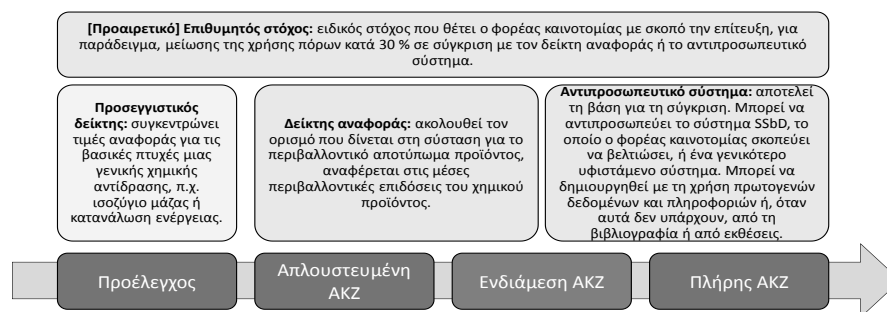 [Προαιρετικό] Επιθυμητός στόχος: ειδικός στόχος που θέτει ο φορέας καινοτομίας με σκοπό την επίτευξη, για
παράδειγμα, μείωσης της χρήσης πόρων κατά 30 % σε σύγκριση με τον δείκτη αναφοράς ή το αντιπροσωπευτικό
σύστημα.
Προσεγγιστικός
δείκτης: συγκεντρώνει
τιμές αναφοράς για τις
βασικές πτυχές μιας
γενικής χημικής
αντίδρασης, π.χ.
ισοζύγιο μάζας ή
κατανάλωση ενέργειας.
Δείκτης αναφοράς: ακολουθεί τον
ορισμό που δίνεται στη σύσταση για το
περιβαλλοντικό αποτύπωμα προϊόντος,
αναφέρεται στις μέσες
περιβαλλοντικές επιδόσεις του χημικού
προϊόντος.
Αντιπροσωπευτικό σύστημα: αποτελεί
τη βάση για τη σύγκριση. Μπορεί να
αντιπροσωπεύει το σύστημα SSbD, το
οποίο ο φορέας καινοτομίας σκοπεύει
να βελτιώσει, ή ένα γενικότερο
υφιστάμενο σύστημα. Μπορεί να
δημιουργηθεί με τη χρήση πρωτογενών
δεδομένων και πληροφοριών ή, όταν
αυτά δεν υπάρχουν, από τη
βιβλιογραφία ή από εκθέσεις.
Προέλεγχος
Απλουστευμένη
ΑΚΖ
Ενδιάμεση ΑΚΖ
Πλήρης ΑΚΖ